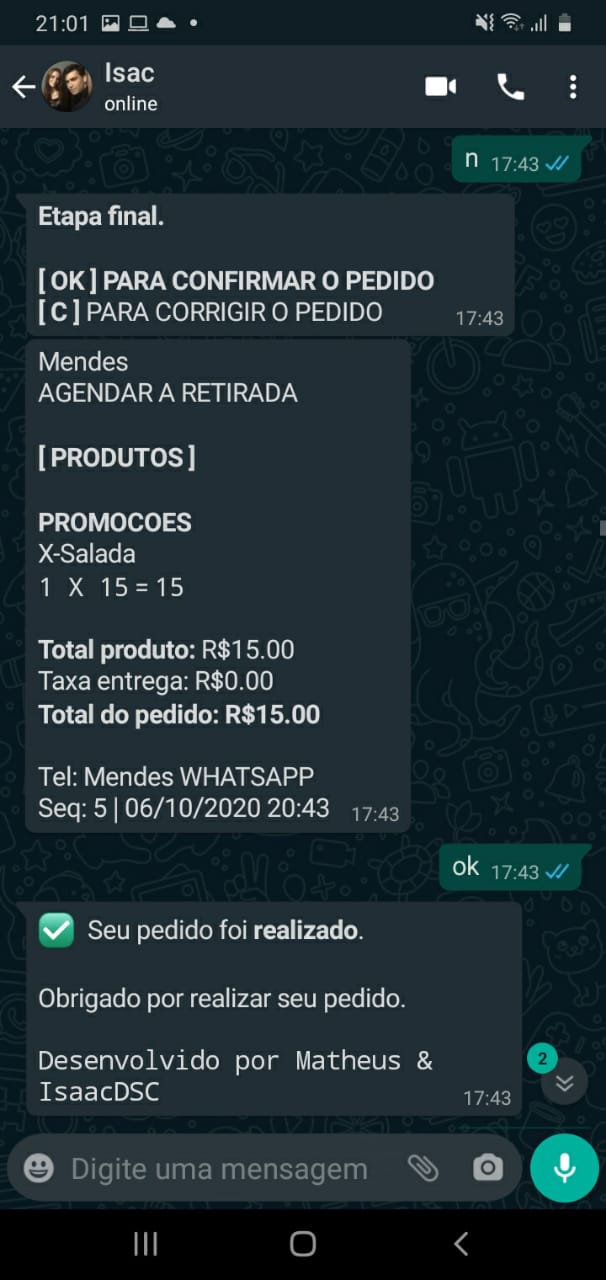 21:01
Isac
online
n 17:43
Etapa final.
[ OK ] PARA CONFIRMAR O PEDIDO
[ C ] PARA CORRIGIR O PEDIDO
17:43
Mendes
AGENDAR A RETIRADA
[ PRODUTOS ]
PROMOCOES
X-Salada
1 X 15 = 15
Total produto: R$15.00
Taxa entrega: R$0.00
Total do pedido: R$15.00
Tel: Mendes WHATSAPP
Seq: 5 | 06/10/2020 20:43 17:43
ok 17:43
Seu pedido foi realizado.
Obrigado por realizar seu pedido.
Desenvolvido por Matheus &
IsaacDSC
17:43
2
Digite uma mensagem